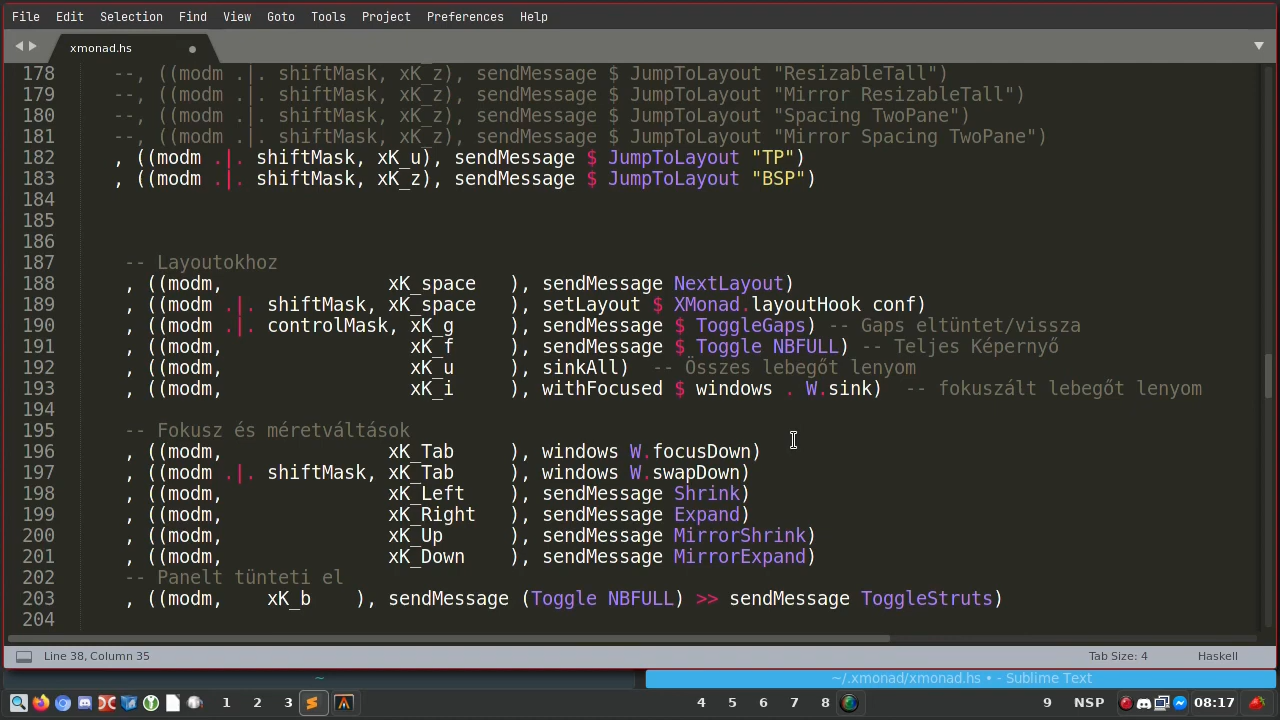 File Edit Selection Find View Goto Tools Project Preferences Help
xmonad.hs
178 --, ((modm .|. shiftMask, xK_z), sendMessage $ JumpToLayout "ResizableTall")
179 --, ((modm .|. shiftMask, xK_z), sendMessage $ JumpToLayout "Mirror ResizableTall")
180 --, ((modm .|. shiftMask, xK_z), sendMessage $ JumpToLayout "Spacing TwoPane")
181 --, ((modm .|. shiftMask, xK_z), sendMessage $ JumpToLayout "Mirror Spacing TwoPane")
182 , ((modm .|. shiftMask, xK_u), sendMessage $ JumpToLayout "TP")
183 , ((modm .|. shiftMask, xK_z), sendMessage $ JumpToLayout "BSP")
184
185
186
187 -- Layoutokhoz
188 , ((modm, xK_space ), sendMessage NextLayout)
189 , ((modm .|. shiftMask, xK_space ), setLayout $ XMonad.layoutHook conf)
190 , ((modm .|. controlMask, xK_g ), sendMessage $ ToggleGaps) -- Gaps eltüntet/vissza
191 , ((modm, xK_f ), sendMessage $ Toggle NBFULL) -- Teljes Képernyő
192 , ((modm, xK_u ), sinkAll) -- Összes lebegőt lenyom
193 , ((modm, xK_i ), withFocused $ windows . W.sink) -- fokuszált lebegőt lenyom
194
195 -- Fokusz és méretváltások
196 , ((modm, xK_Tab ), windows W.focusDown)
197 , ((modm .|. shiftMask, xK_Tab ), windows W.swapDown)
198 , ((modm, xK_Left ), sendMessage Shrink)
199 , ((modm, xK_Right ), sendMessage Expand)
200 , ((modm, xK_Up ), sendMessage MirrorShrink)
201 , ((modm, xK_Down ), sendMessage MirrorExpand)
202 -- Panelt tünteti el
203 , ((modm, xK_b ), sendMessage (Toggle NBFULL) >> sendMessage ToggleStruts)
204
Line 38, Column 35 Tab Size: 4 Haskell
~ ~/.xmonad/xmonad.hs • - Sublime Text
1 2 3 4 5 6 7 8 9 NSP 08:17